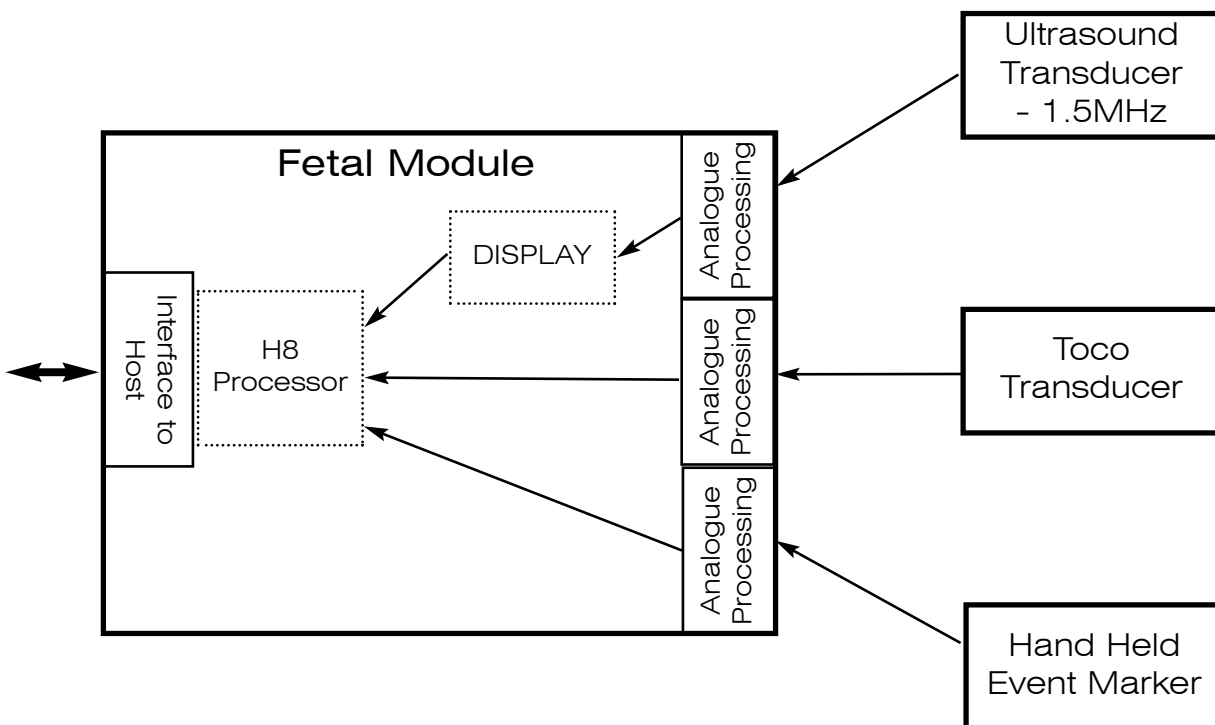 Ultrasound
Transducer
- 1.5MHz
Fetal Module
Analogue
Processing
DISPLAY
Interface to
Host
H8
Processor
Analogue
Processing
Toco
Transducer
Analogue
Processing
Hand Held
Event Marker